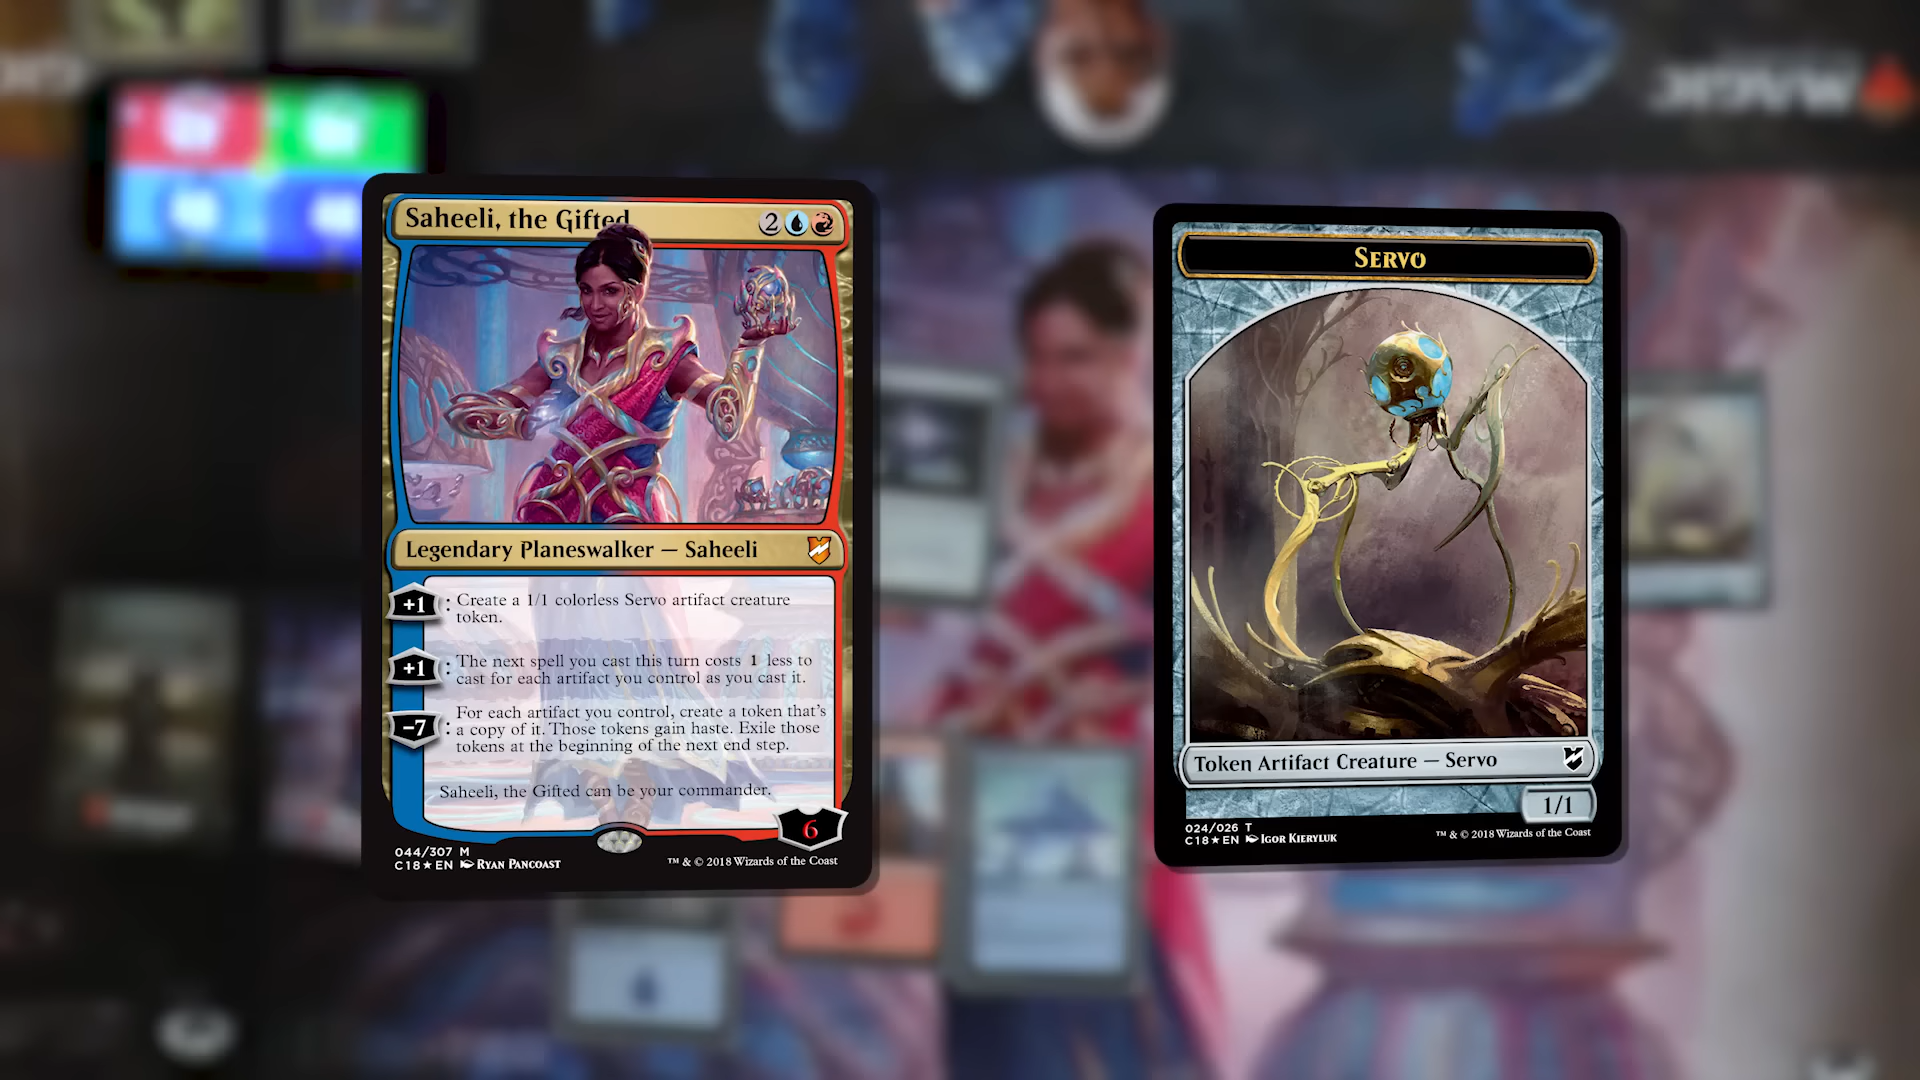 Saheeli, the Gifted
2
Legendary Planeswalker — Saheeli
+1 : Create a 1/1 colorless Servo artifact creature
token.
+1 : The next spell you cast this turn costs 1 less to
cast for each artifact you control as you cast it.
−7 : For each artifact you control, create a token that's
a copy of it. Those tokens gain haste. Exile those
tokens at the beginning of the next end step.
Saheeli, the Gifted can be your commander.
6
044/307 M
C18★EN RYAN PANCOAST
™ & © 2018 Wizards of the Coast
SERVO
Token Artifact Creature — Servo
1/1
024/026 T
C18★EN IGOR KIERYLUK
™ & © 2018 Wizards of the Coast